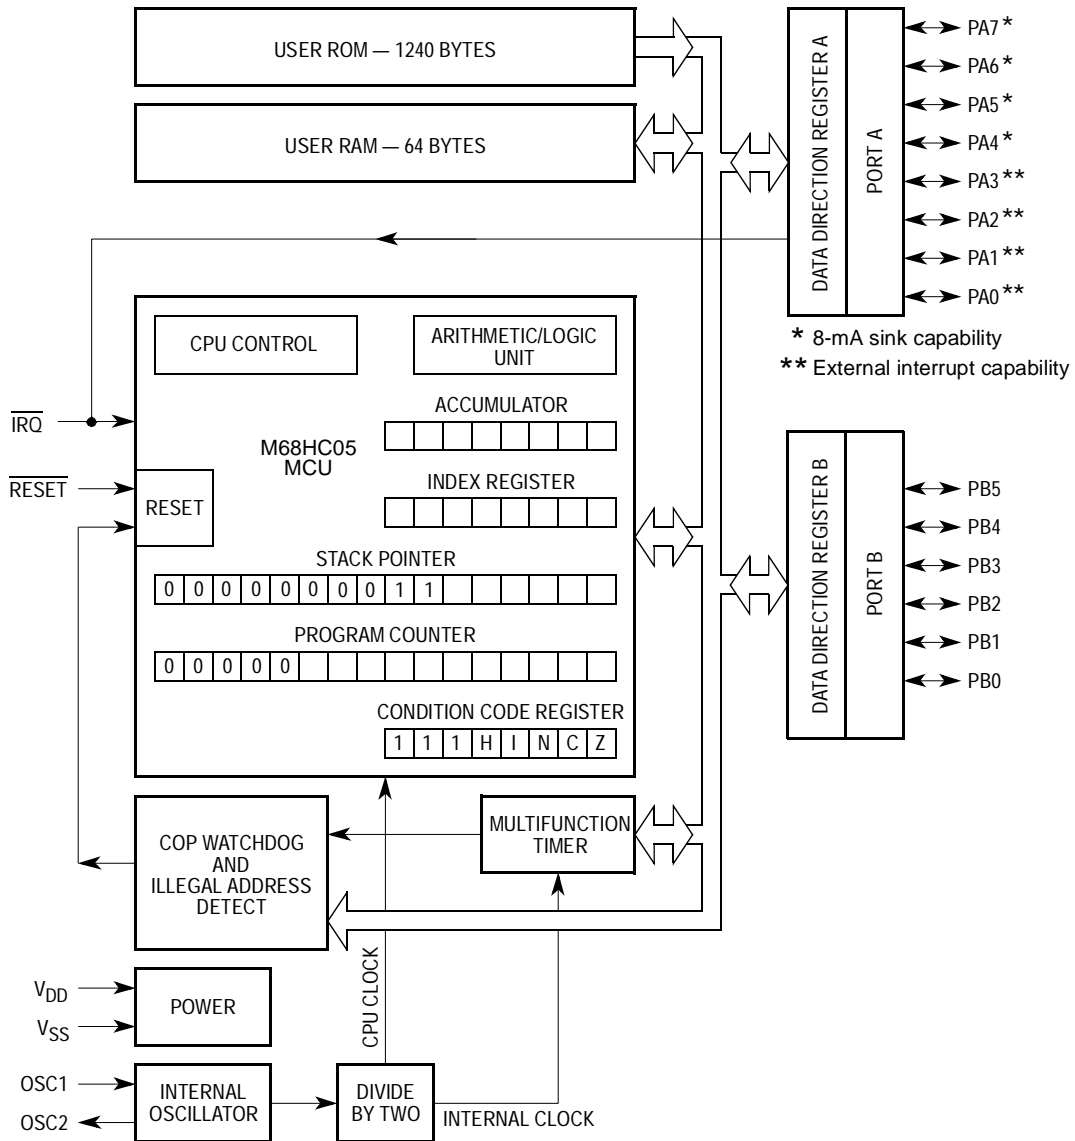 USER ROM — 1240 BYTES
USER RAM — 64 BYTES
DATA DIRECTION REGISTER A
PORT A
PA7 *
PA6 *
PA5 *
PA4 *
PA3 **
PA2 **
PA1 **
PA0 **
* 8-mA sink capability
** External interrupt capability
CPU CONTROL
ARITHMETIC/LOGIC
UNIT
IRQ
ACCUMULATOR
M68HC05
MCU
RESET
RESET
INDEX REGISTER
STACK POINTER
0 0 0 0 0 0 0 0 1 1
PROGRAM COUNTER
0 0 0 0 0
CONDITION CODE REGISTER
1 1 1 H I N C Z
DATA DIRECTION REGISTER B
PORT B
PB5
PB4
PB3
PB2
PB1
PB0
COP WATCHDOG
AND
ILLEGAL ADDRESS
DETECT
MULTIFUNCTION
TIMER
CPU CLOCK
VDD
VSS
POWER
OSC1
OSC2
INTERNAL
OSCILLATOR
DIVIDE
BY TWO
INTERNAL CLOCK